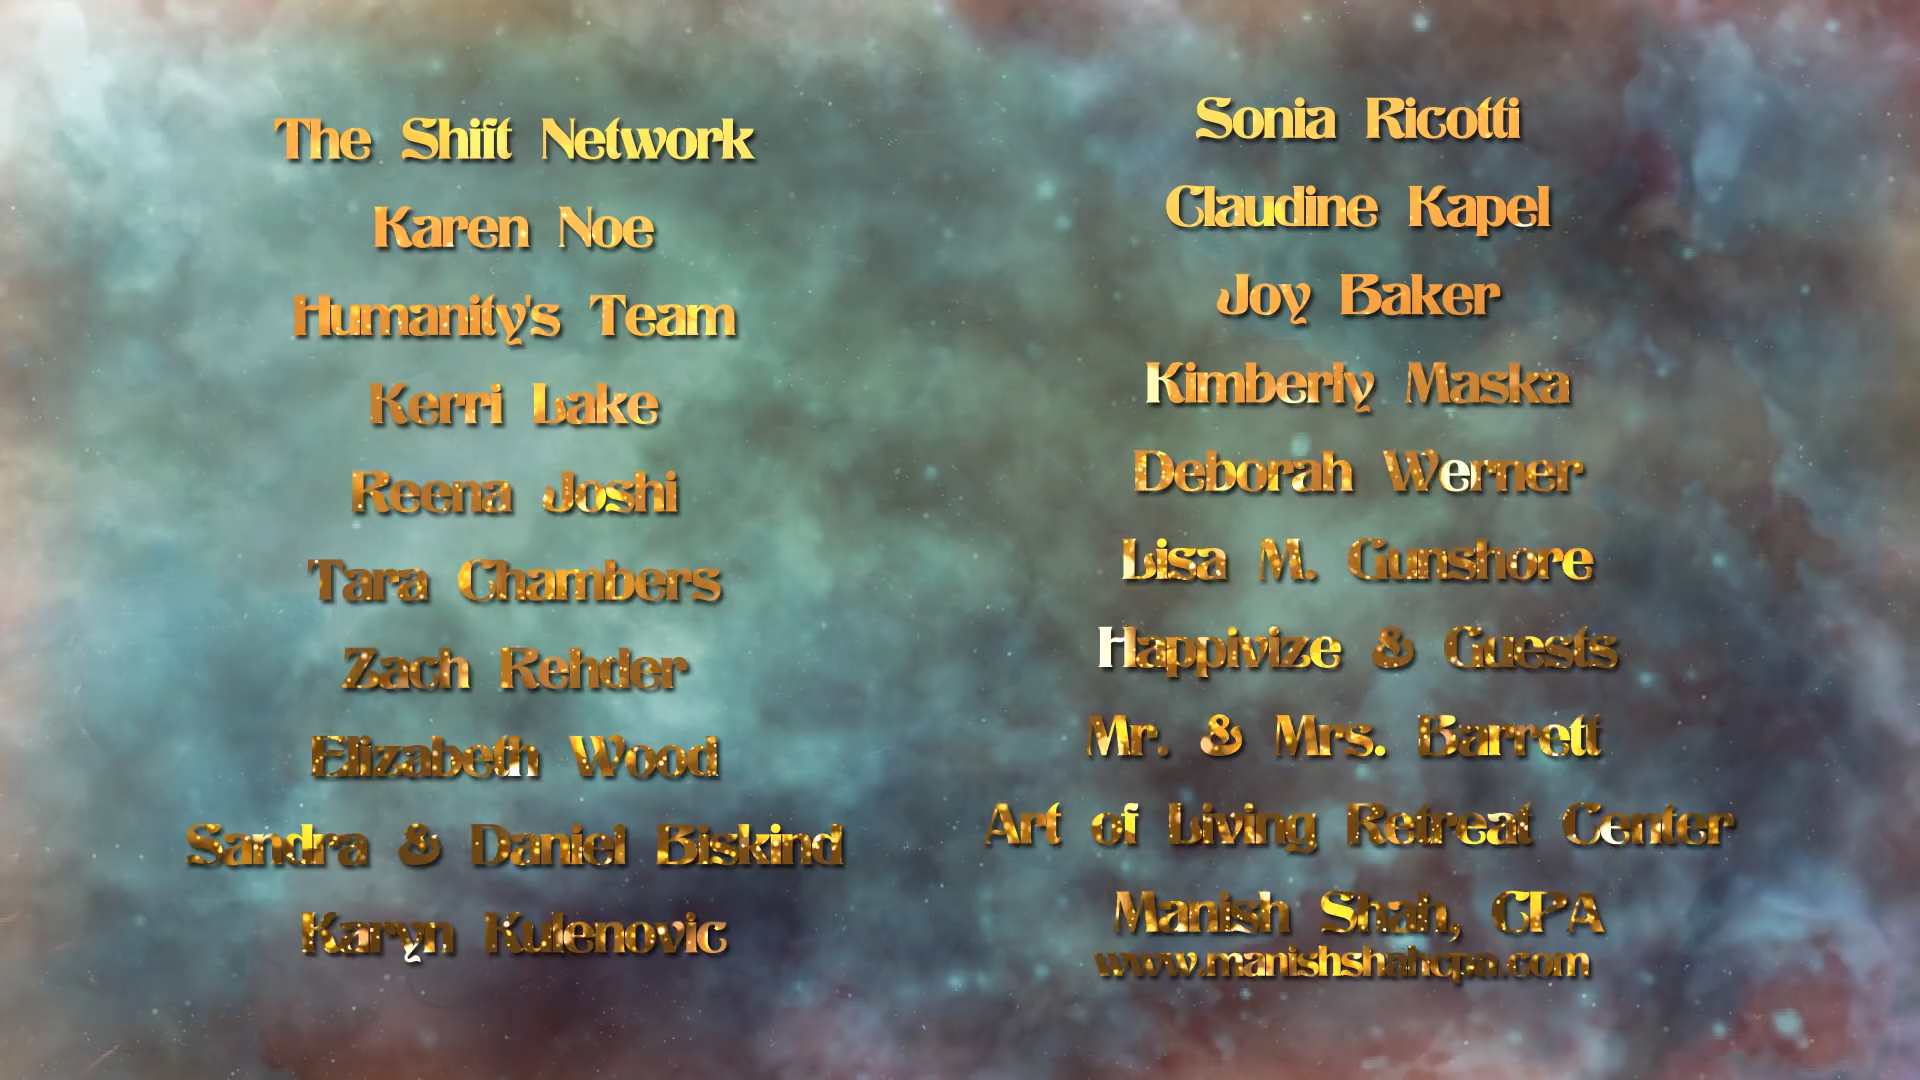 The Shift Network
Karen Noe
Humanity's Team
Kerri Lake
Reena Joshi
Tara Chambers
Zach Rehder
Elizabeth Wood
Sandra & Daniel Biskind
Karyn Kulenovic
Sonia Ricotti
Claudine Kapel
Joy Baker
Kimberly Maska
Deborah Werner
Lisa M. Gunshore
Happivize & Guests
Mr. & Mrs. Barrett
Art of Living Retreat Center
Manish Shah, CPA
www.manishshahcpa.com